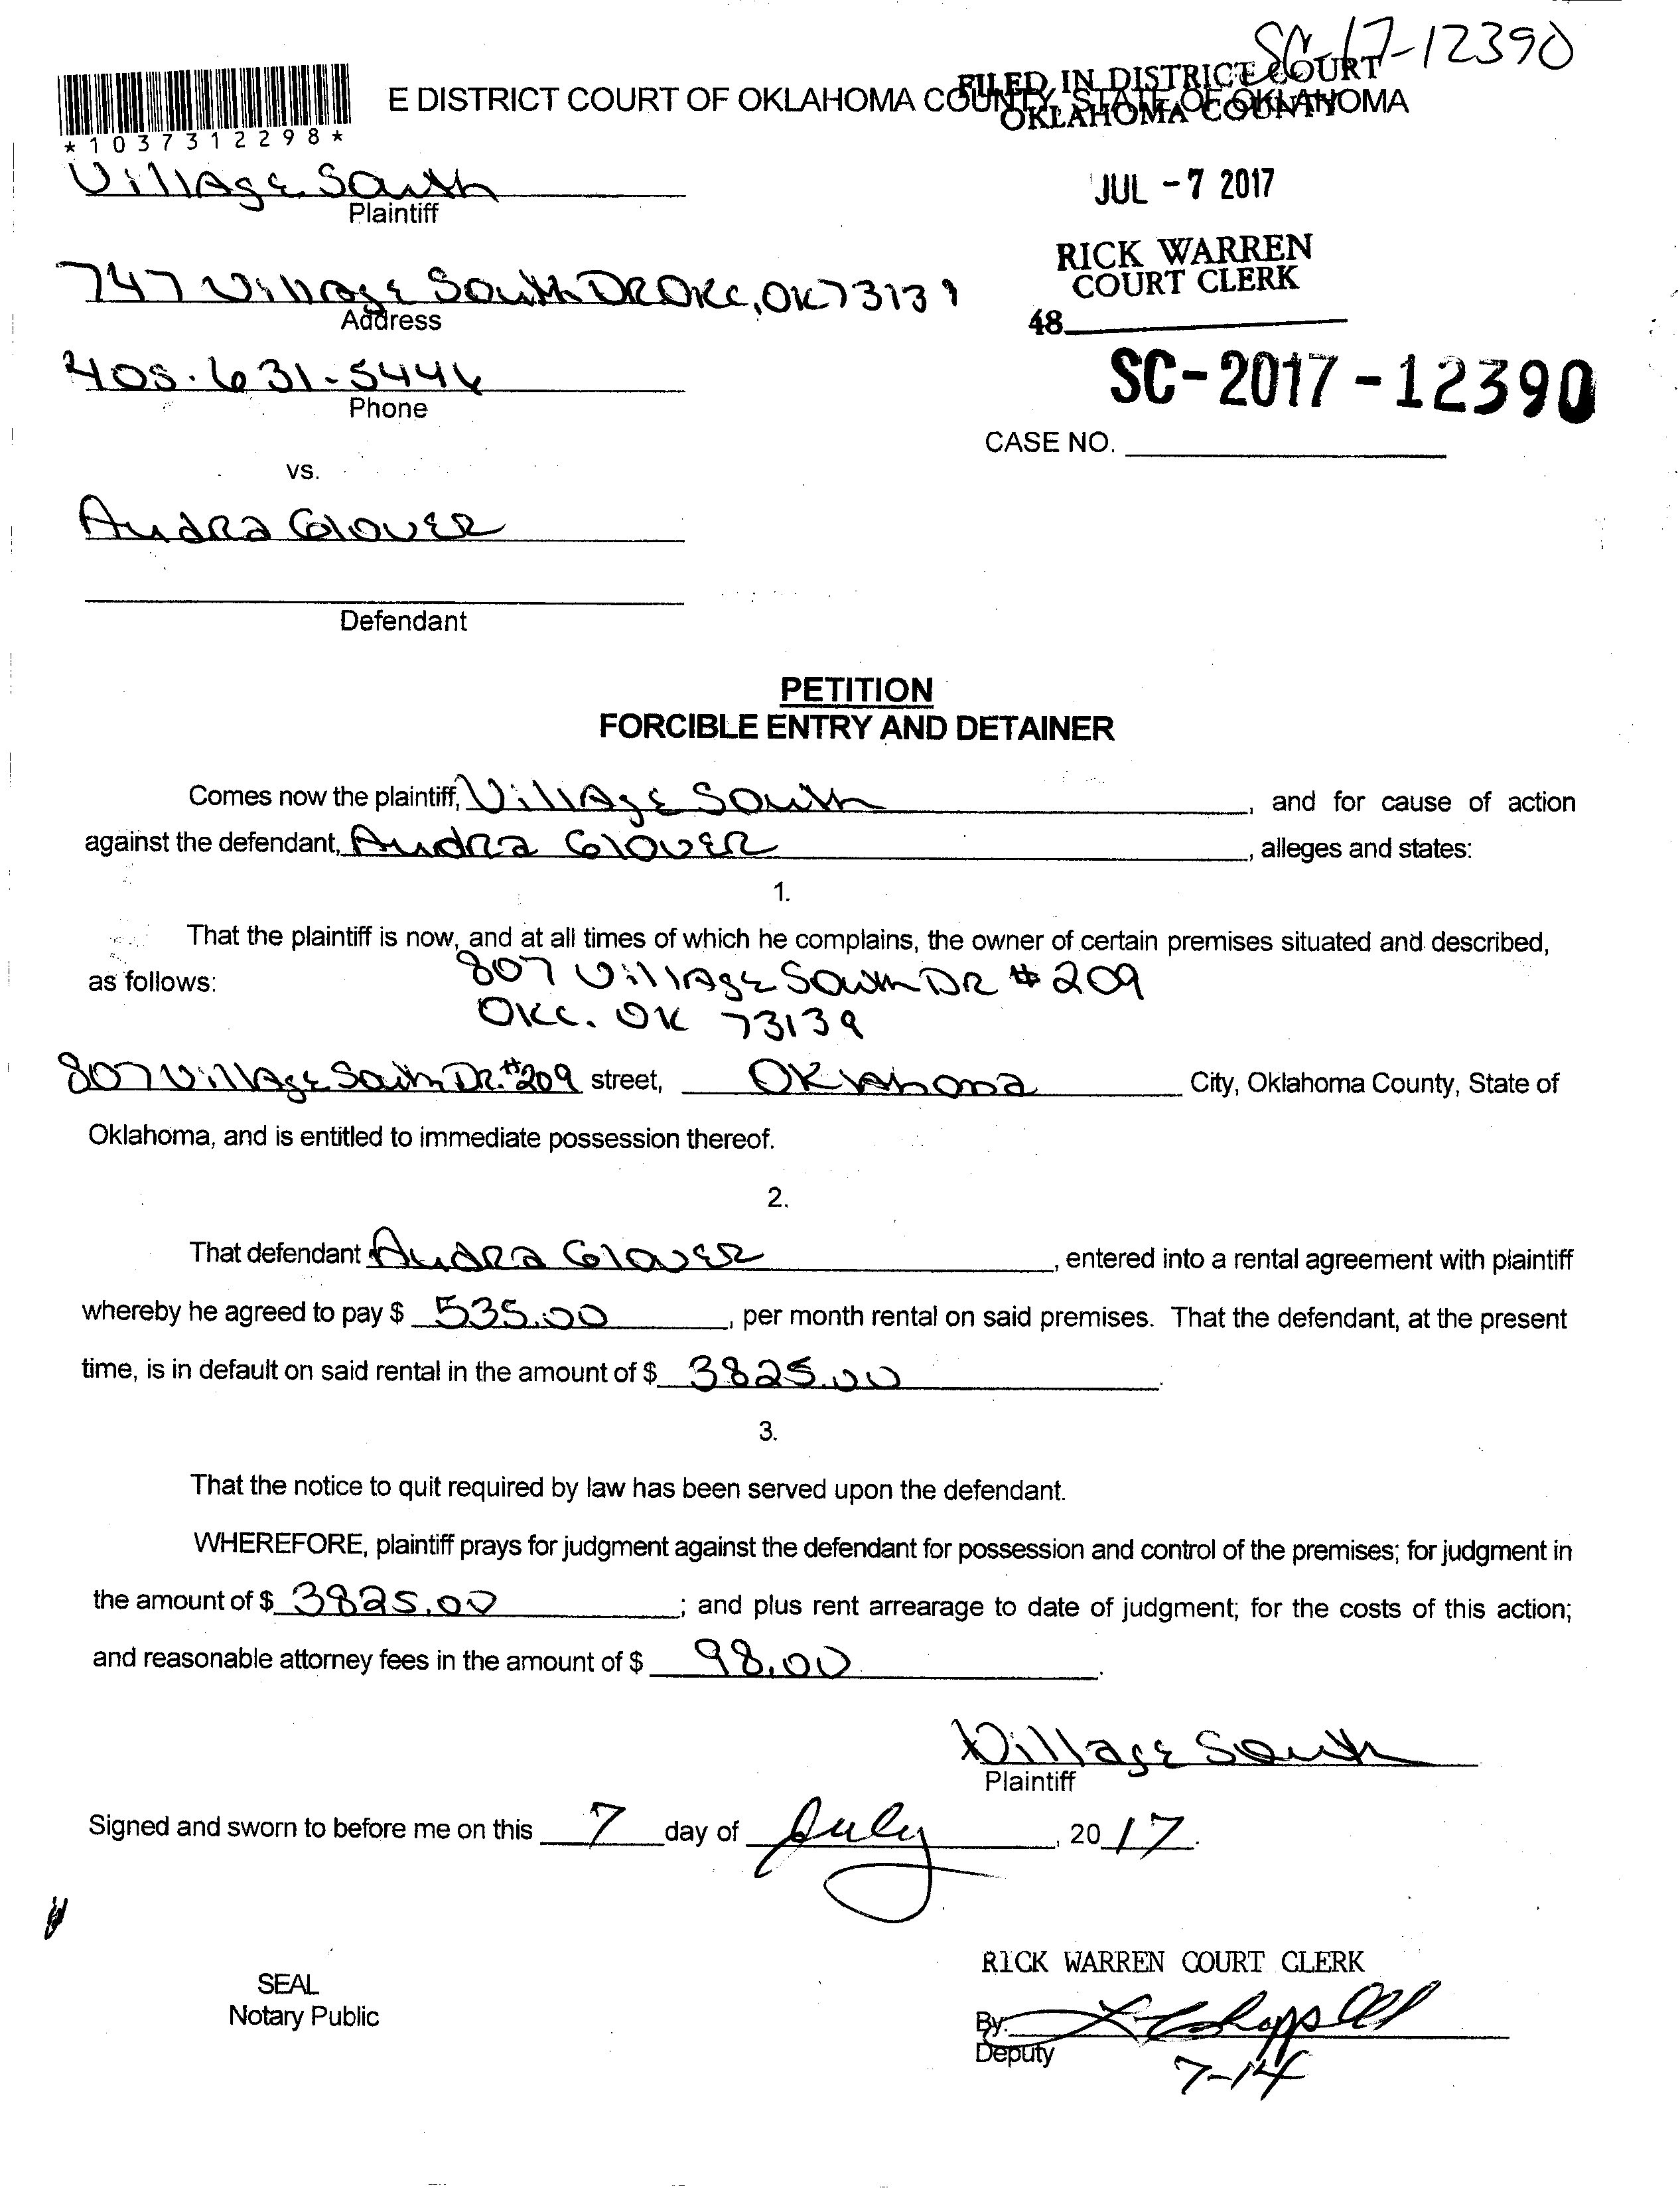 SC-17-12390
E DISTRICT COURT OF OKLAHOMA COUNTY, STATE OF OKLAHOMA
FILED IN DISTRICT COURT
OKLAHOMA COUNTY
*1037312298*
Village South
Plaintiff
JUL - 7 2017
RICK WARREN
COURT CLERK
747 Village South DR OKC, OK 73139
Address
48
405.631-5446
Phone
SC-2017-12390
CASE NO.
vs.
Audra Glover
Defendant
PETITION
FORCIBLE ENTRY AND DETAINER
Comes now the plaintiff, Village South, and for cause of action
against the defendant, Audra Glover, alleges and states:
1.
That the plaintiff is now, and at all times of which he complains, the owner of certain premises situated and described,
as follows: 807 Village South DR # 209
OKC. OK 73139
807 Village South DR. #209 street, Oklahoma City, Oklahoma County, State of
Oklahoma, and is entitled to immediate possession thereof.
2.
That defendant Audra Glover, entered into a rental agreement with plaintiff
whereby he agreed to pay $ 535.00, per month rental on said premises. That the defendant, at the present
time, is in default on said rental in the amount of $ 3825.00.
3.
That the notice to quit required by law has been served upon the defendant.
WHEREFORE, plaintiff prays for judgment against the defendant for possession and control of the premises; for judgment in
the amount of $ 3825.00; and plus rent arrearage to date of judgment; for the costs of this action;
and reasonable attorney fees in the amount of $ 98.00.
Village South
Plaintiff
Signed and sworn to before me on this 7 day of July, 2017.
RICK WARREN COURT CLERK
SEAL
Notary Public
By: L Chappell
Deputy
7-14